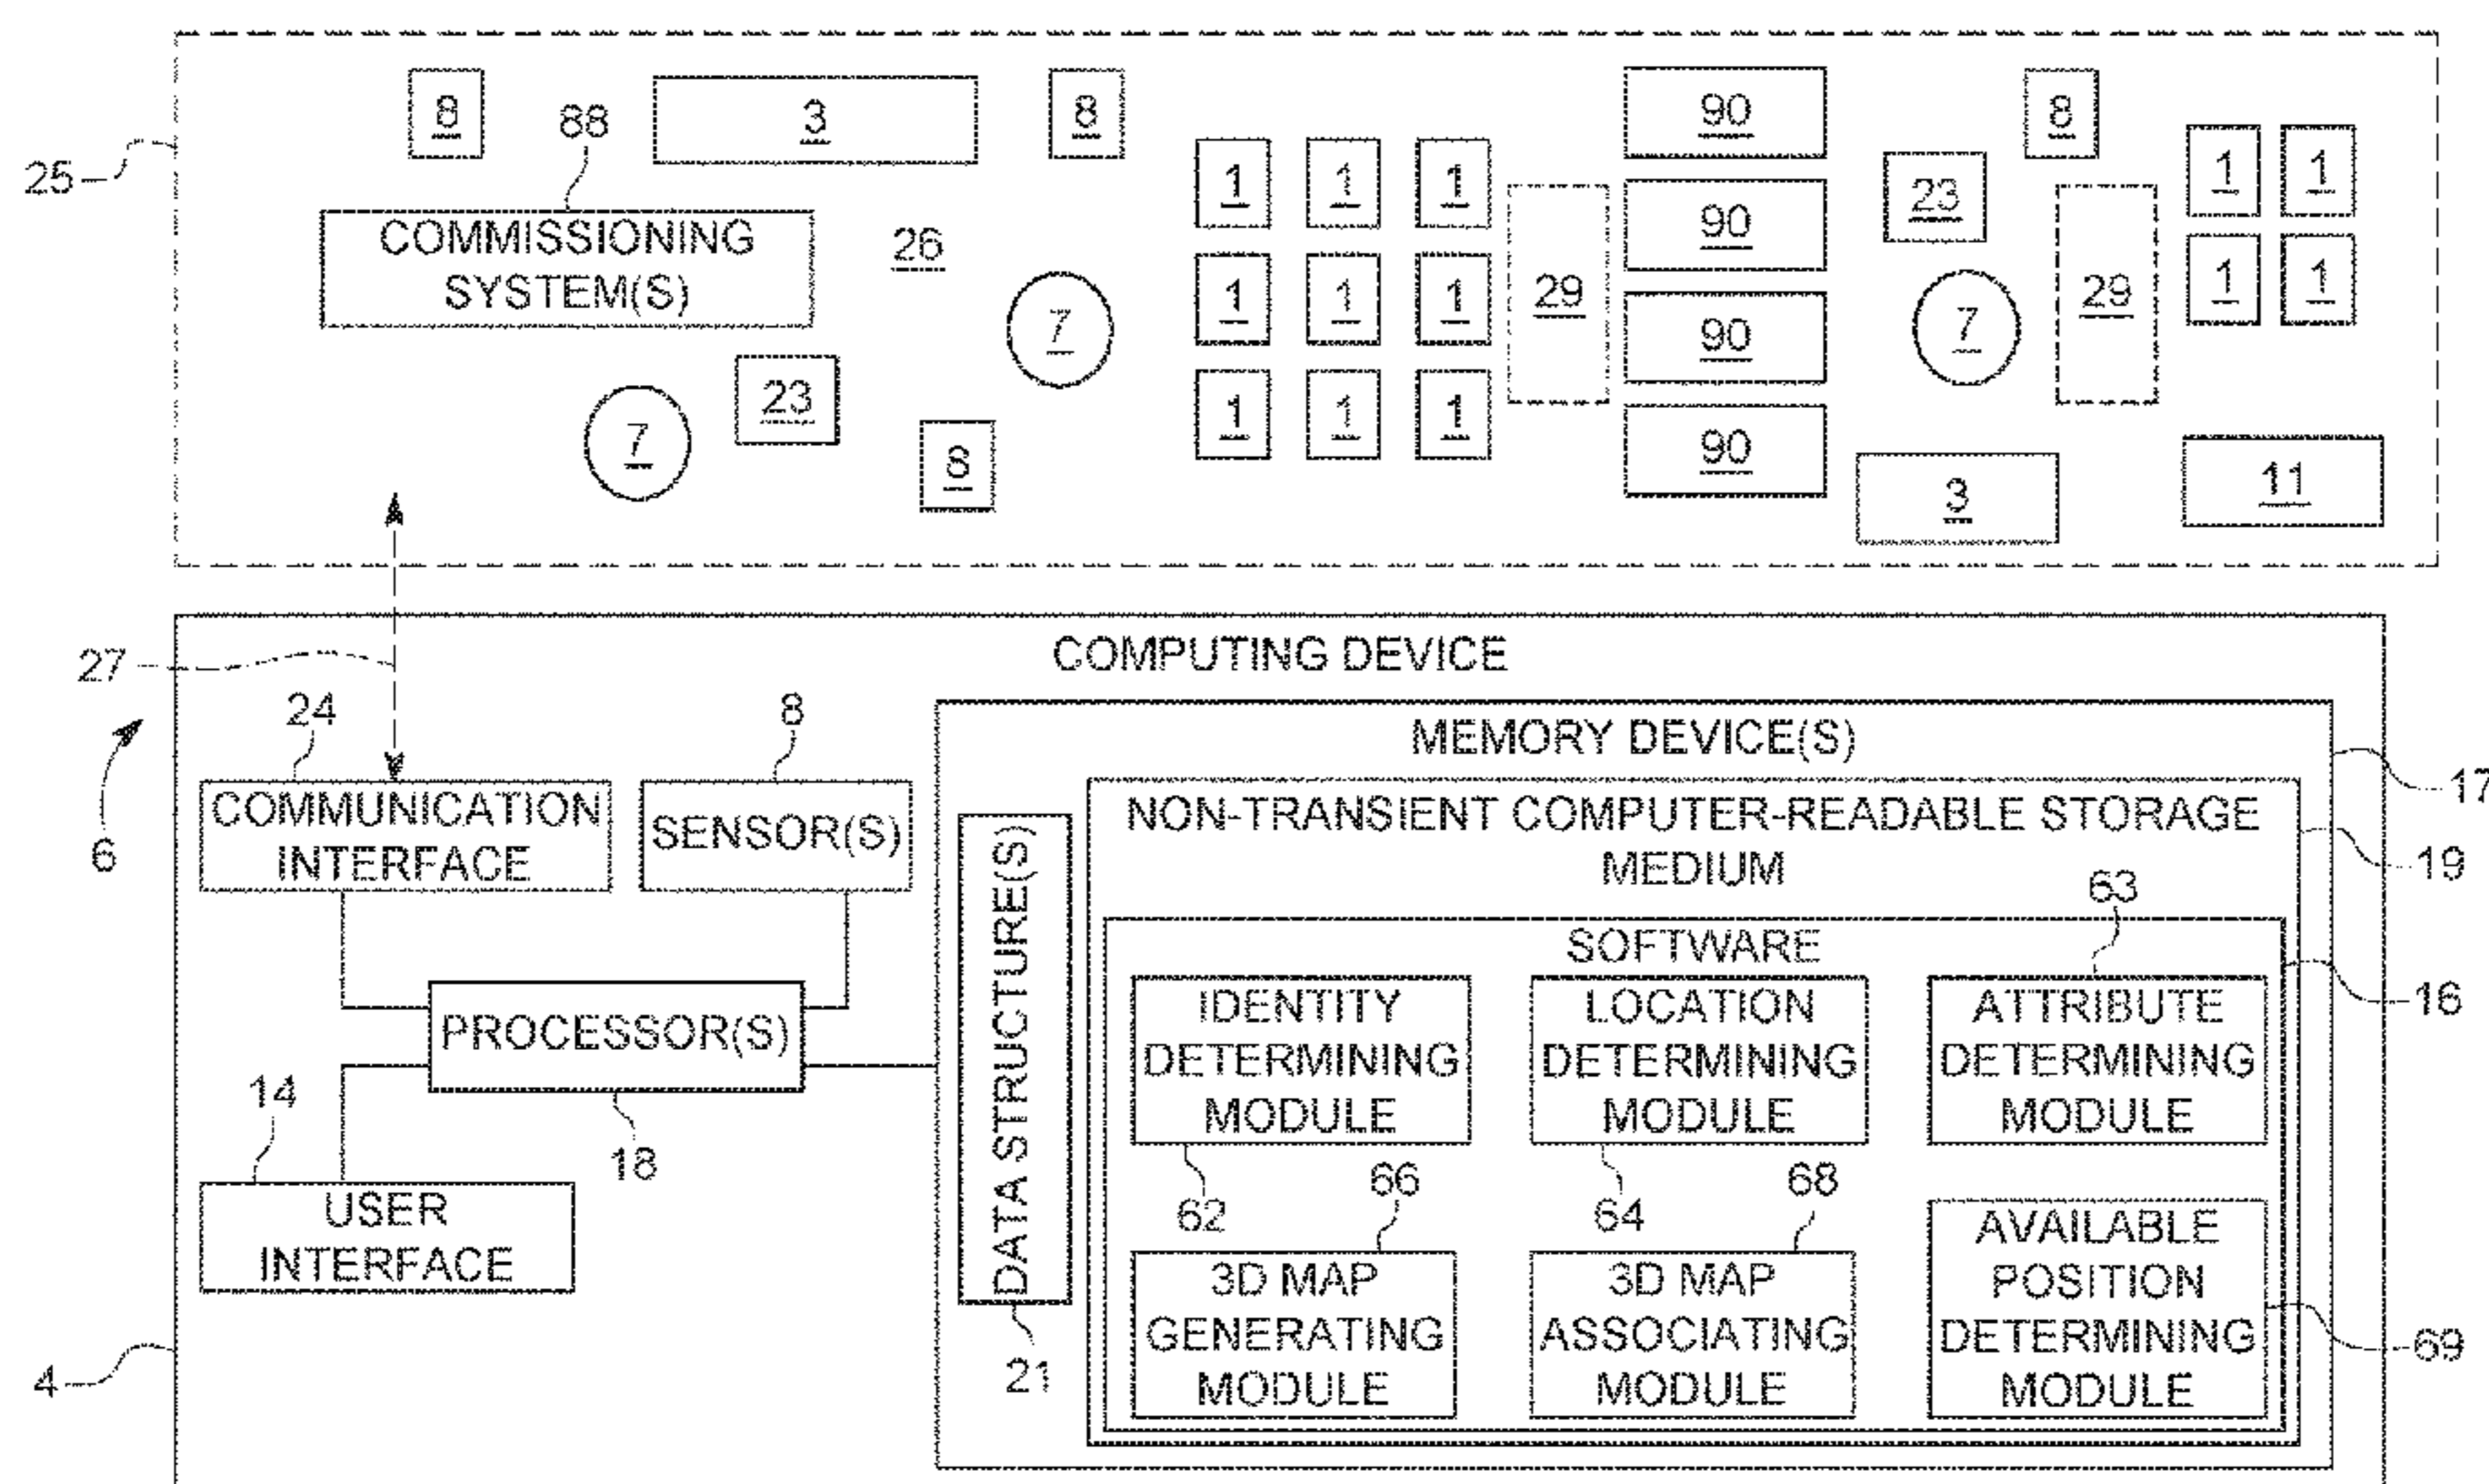 8
3
8
90
8
88
25
1 1 1
1 1
23
COMMISSIONING
SYSTEM(S)
26
90
1 1 1
29
1 1
29
7
90
7
23
7
1 1 1
90
8
3
11
27
COMPUTING DEVICE
6
24
8
MEMORY DEVICE(S)
17
COMMUNICATION
INTERFACE
SENSOR(S)
NON-TRANSIENT COMPUTER-READABLE STORAGE
MEDIUM
19
63
SOFTWARE
16
DATA STRUCTURE(S)
21
PROCESSOR(S)
18
14
USER
INTERFACE
4
IDENTITY
DETERMINING
MODULE
62
LOCATION
DETERMINING
MODULE
64
ATTRIBUTE
DETERMINING
MODULE
66
3D MAP
GENERATING
MODULE
68
3D MAP
ASSOCIATING
MODULE
AVAILABLE
POSITION
DETERMINING
MODULE
69